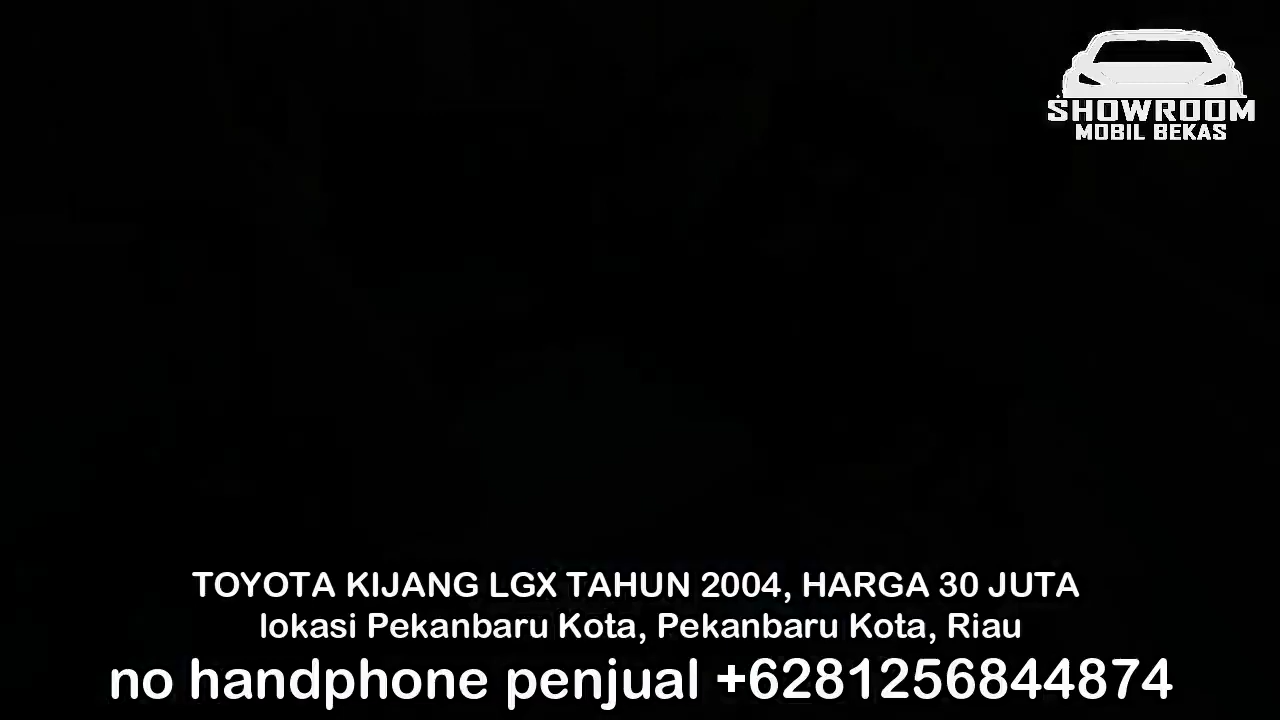 SHOWROOM
MOBIL BEKAS
TOYOTA KIJANG LGX TAHUN 2004, HARGA 30 JUTA
lokasi Pekanbaru Kota, Pekanbaru Kota, Riau
no handphone penjual +6281256844874